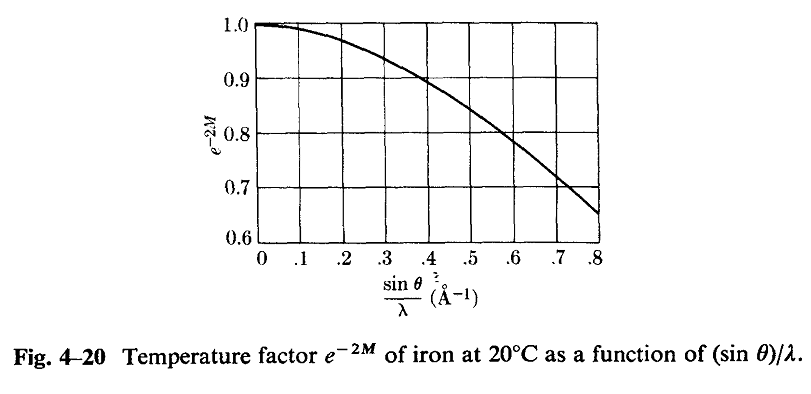 1.0
0.9
0.8
0.7
0.6
e^{-2M}
0 .1 .2 .3 .4 .5 .6 .7 .8
sin θ
λ
(Å⁻¹)
Fig. 4–20 Temperature factor e^{-2M} of iron at 20°C as a function of (sin θ)/λ.